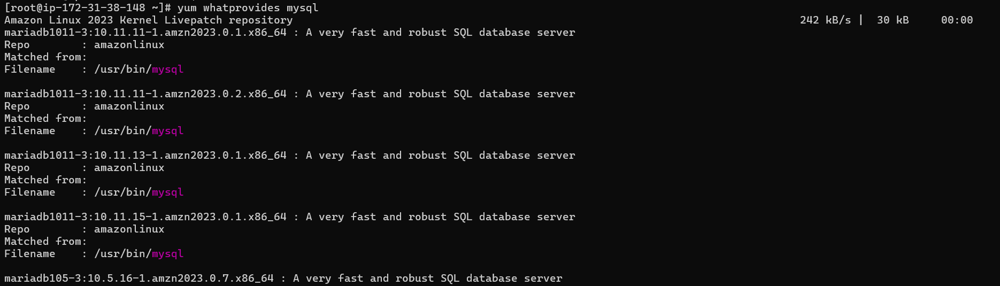 [root@ip-172-31-38-148 ~]# yum whatprovides mysql
Amazon Linux 2023 Kernel Livepatch repository 242 kB/s | 30 kB 00:00
mariadb1011-3:10.11.11-1.amzn2023.0.1.x86_64 : A very fast and robust SQL database server
Repo : amazonlinux
Matched from:
Filename : /usr/bin/mysql
mariadb1011-3:10.11.11-1.amzn2023.0.2.x86_64 : A very fast and robust SQL database server
Repo : amazonlinux
Matched from:
Filename : /usr/bin/mysql
mariadb1011-3:10.11.13-1.amzn2023.0.1.x86_64 : A very fast and robust SQL database server
Repo : amazonlinux
Matched from:
Filename : /usr/bin/mysql
mariadb1011-3:10.11.15-1.amzn2023.0.1.x86_64 : A very fast and robust SQL database server
Repo : amazonlinux
Matched from:
Filename : /usr/bin/mysql
mariadb105-3:10.5.16-1.amzn2023.0.7.x86_64 : A very fast and robust SQL database server